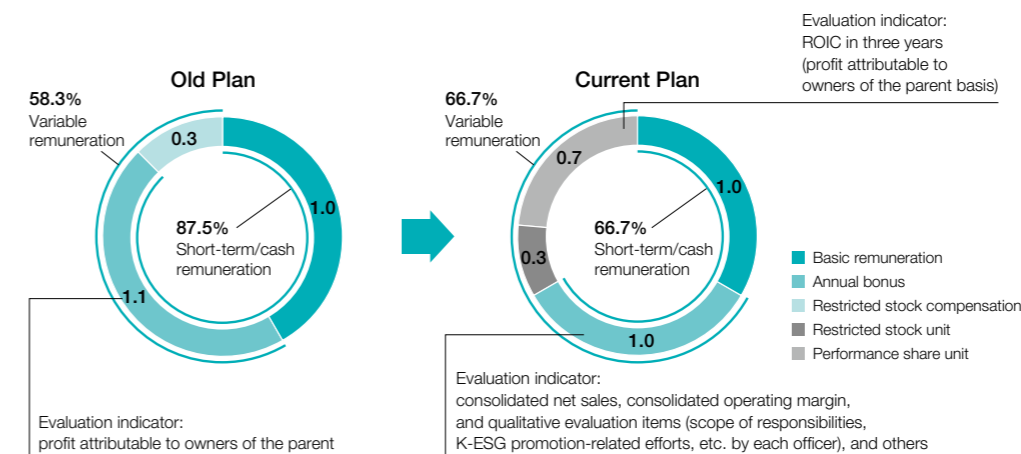 Old Plan
58.3%
Variable
remuneration
0.3
1.0
1.1
87.5%
Short-term/cash
remuneration
Evaluation indicator:
profit attributable to owners of the parent
Current Plan
66.7%
Variable
remuneration
Evaluation indicator:
ROIC in three years
(profit attributable to
owners of the parent basis)
0.7
1.0
0.3
1.0
66.7%
Short-term/cash
remuneration
Basic remuneration
Annual bonus
Restricted stock compensation
Restricted stock unit
Performance share unit
Evaluation indicator:
consolidated net sales, consolidated operating margin,
and qualitative evaluation items (scope of responsibilities,
K-ESG promotion-related efforts, etc. by each officer), and others